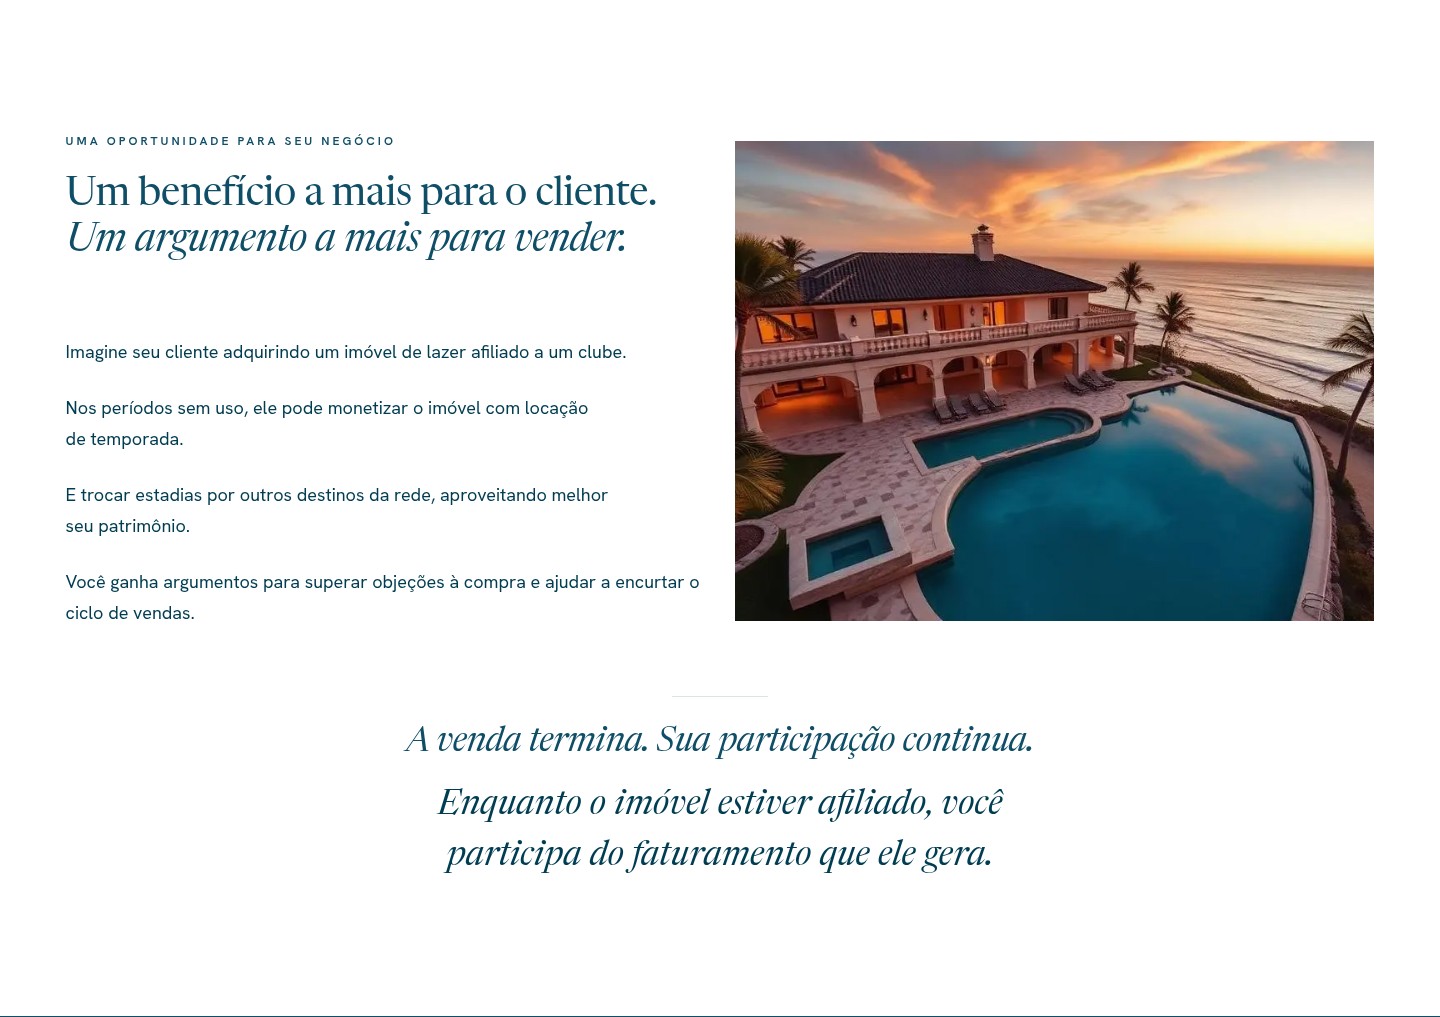 UMA OPORTUNIDADE PARA SEU NEGÓCIO
Um benefício a mais para o cliente.
Um argumento a mais para vender.
Imagine seu cliente adquirindo um imóvel de lazer afiliado a um clube.
Nos períodos sem uso, ele pode monetizar o imóvel com locação
de temporada.
E trocar estadias por outros destinos da rede, aproveitando melhor
seu patrimônio.
Você ganha argumentos para superar objeções à compra e ajudar a encurtar o
ciclo de vendas.
A venda termina. Sua participação continua.
Enquanto o imóvel estiver afiliado, você
participa do faturamento que ele gera.